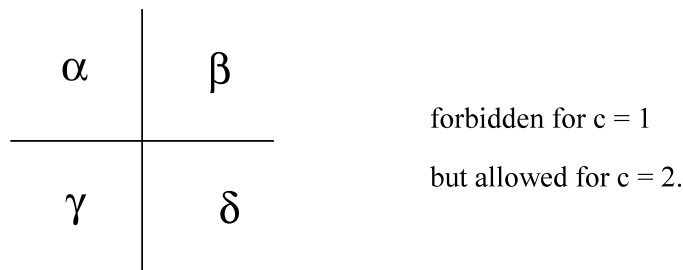 α β
γ δ
forbidden for c = 1
but allowed for c = 2.